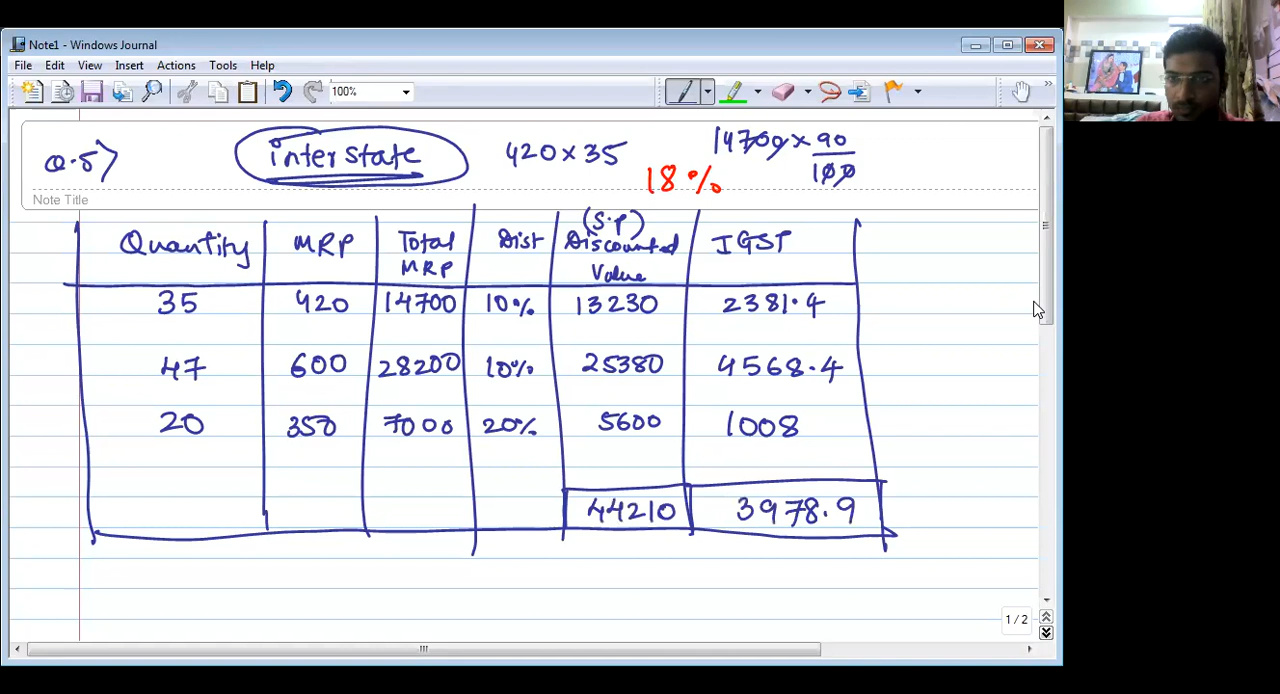 Note1 - Windows Journal
File Edit View Insert Actions Tools Help
100%
Q.5) interstate 420 × 35 14700 × 90
100
18%
Note Title
Quantity MRP Total MRP Dist (S.P) Discounted Value IGST
35 420 14700 10% 13230 2381.4
47 600 28200 10% 25380 4568.4
20 350 7000 20% 5600 1008
44210 3978.9
1 / 2